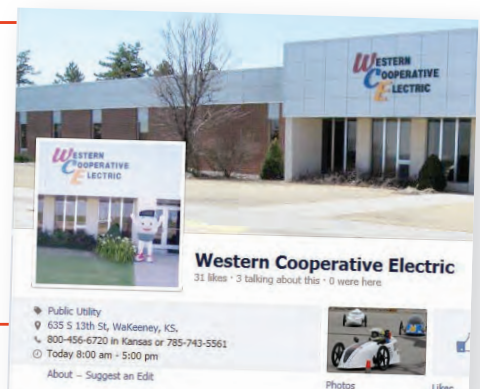 WESTERN
COOPERATIVE
ELECTRIC
WESTERN
COOPERATIVE
ELECTRIC
Western Cooperative Electric
31 likes · 3 talking about this · 0 were here
Public Utility
635 S 13th St, WaKeeney, KS.
800-456-6720 in Kansas or 785-743-5561
Today 8:00 am - 5:00 pm
About – Suggest an Edit
Photos
Likes